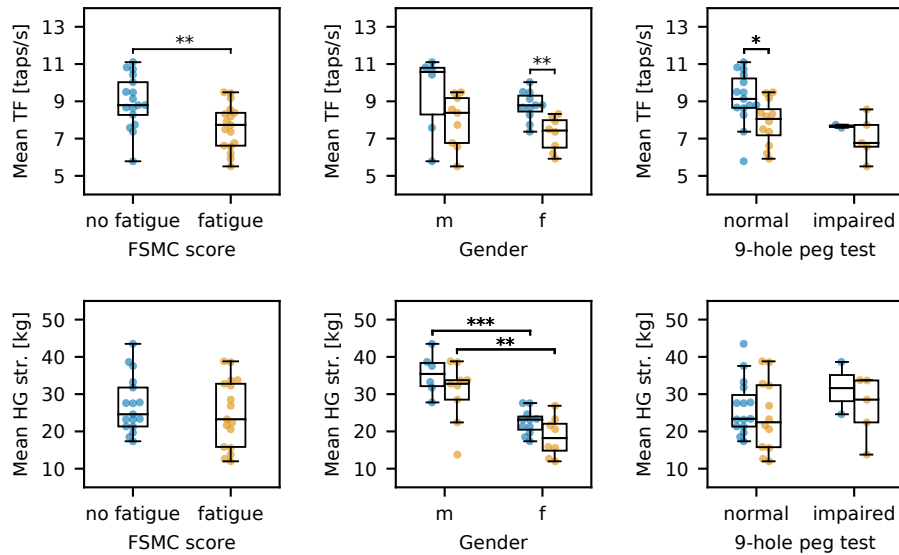 Mean TF [taps/s]
13
11
9
7
5
**
no fatigue fatigue
FSMC score
Mean TF [taps/s]
13
11
9
7
5
**
m f
Gender
Mean TF [taps/s]
13
11
9
7
5
*
normal impaired
9-hole peg test
Mean HG str. [kg]
50
40
30
20
10
no fatigue fatigue
FSMC score
Mean HG str. [kg]
50
40
30
20
10
***
**
m f
Gender
Mean HG str. [kg]
50
40
30
20
10
normal impaired
9-hole peg test